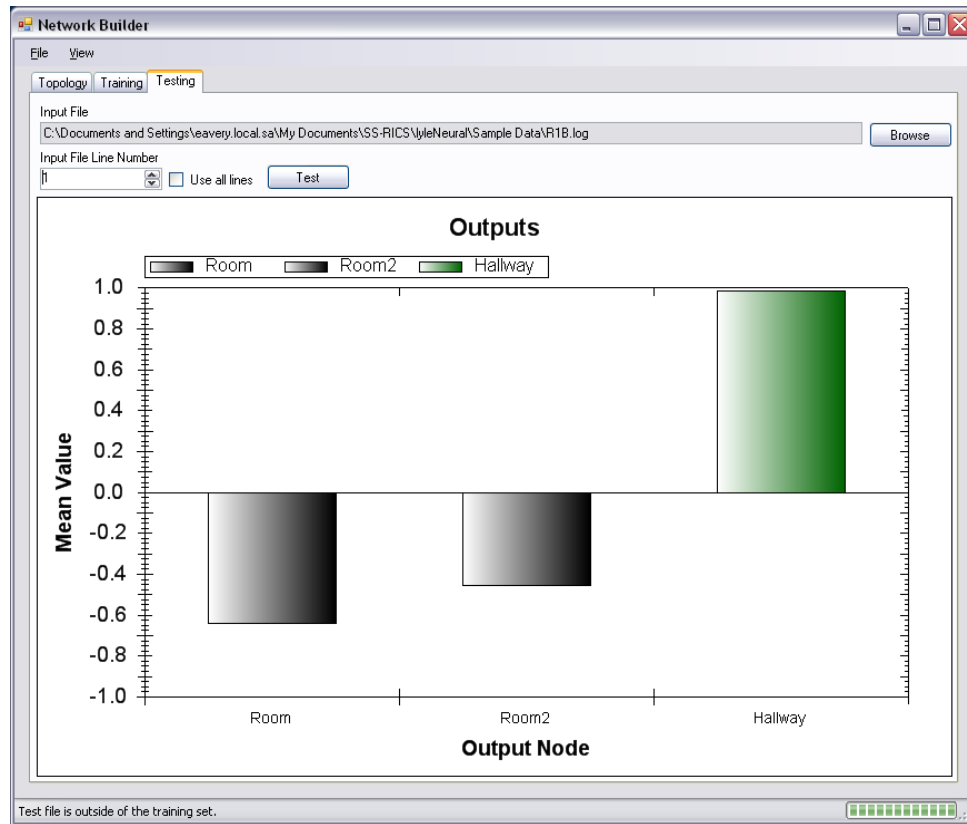 Network Builder
File View
Topology Training Testing
Input File
C:\Documents and Settings\eavery.local.sa\My Documents\SS-RICS\lyleNeural\Sample Data\R1B.log
Browse
Input File Line Number
1
Use all lines
Test
Outputs
Room Room2 Hallway
1.0
0.8
0.6
0.4
0.2
0.0
-0.2
-0.4
-0.6
-0.8
-1.0
Mean Value
Room Room2 Hallway
Output Node
Test file is outside of the training set.